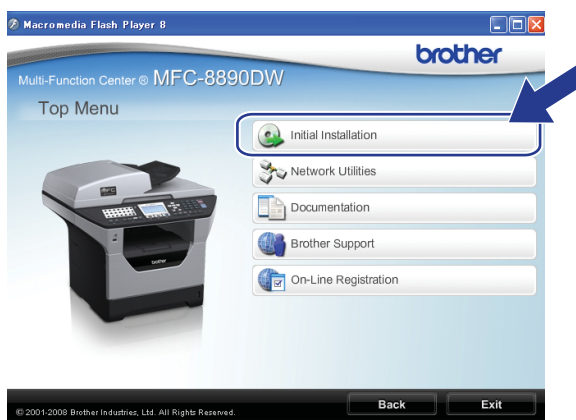 Macromedia Flash Player 8
brother
Multi-Function Center ® MFC-8890DW
Top Menu
Initial Installation
Network Utilities
Documentation
Brother Support
On-Line Registration
© 2001-2008 Brother Industries, Ltd. All Rights Reserved.
Back
Exit